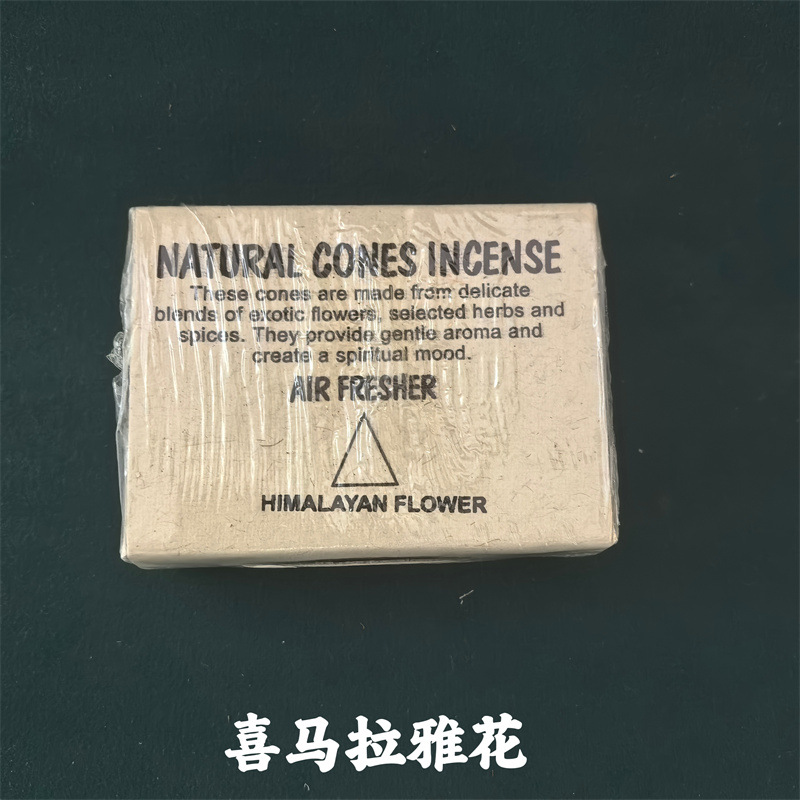 NATURAL CONES INCENSE
These cones are made from delicate
blends of exotic flowers, selected herbs and
spices. They provide gentle aroma and
create a spiritual mood.
AIR FRESHER
HIMALAYAN FLOWER
喜马拉雅花